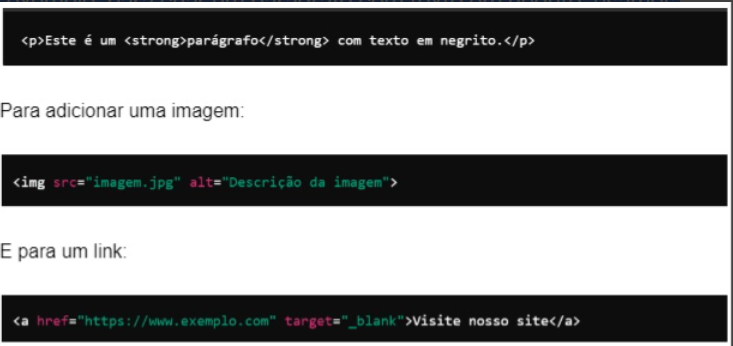 <p>Este é um <strong>parágrafo</strong> com texto em negrito.</p>
Para adicionar uma imagem:
<img src="imagem.jpg" alt="Descrição da imagem">
E para um link:
<a href="https://www.exemplo.com" target="_blank">Visite nosso site</a>